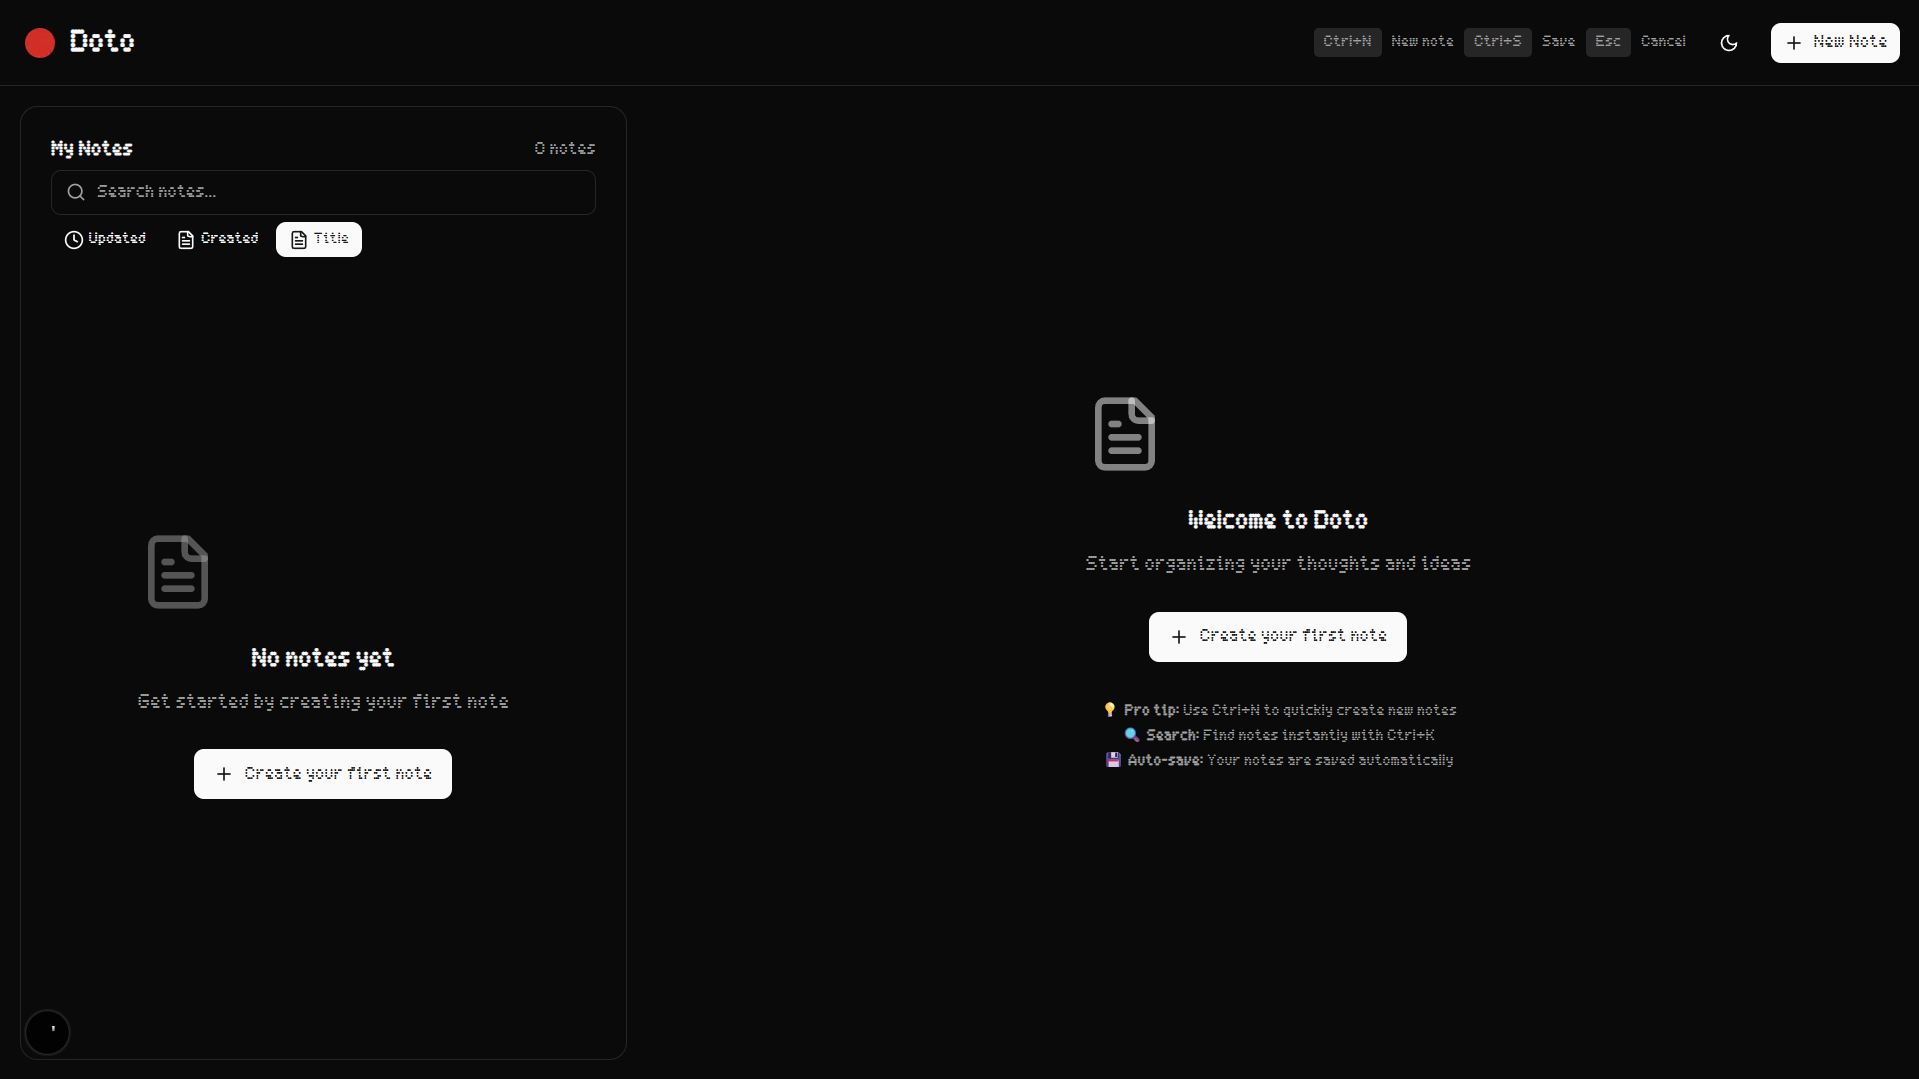 Doto
Ctrl+N New note Ctrl+S Save Esc Cancel
New Note
My Notes
0 notes
Search notes...
Updated Created Title
No notes yet
Get started by creating your first note
Create your first note
Welcome to Doto
Start organizing your thoughts and ideas
Create your first note
💡 Pro tip: Use Ctrl+N to quickly create new notes
🔍 Search: Find notes instantly with Ctrl+K
💾 Auto-save: Your notes are saved automatically